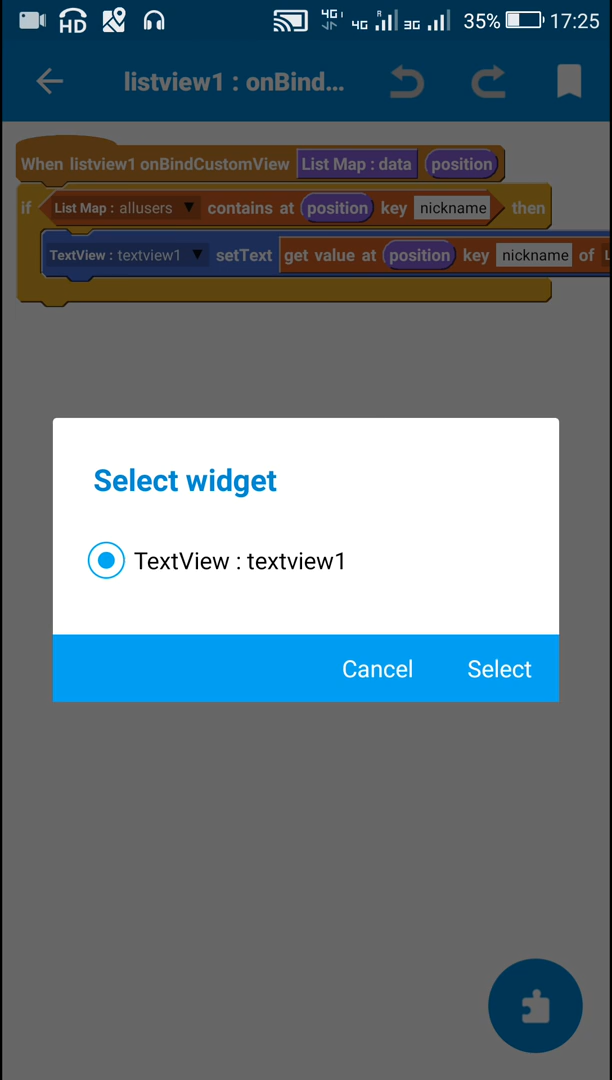 HD 4G R 4G 3G 35% 17:25
listview1 : onBind...
When listview1 onBindCustomView List Map : data position
if List Map : allusers contains at position key nickname then
TextView : textview1 setText get value at position key nickname of
Select widget
TextView : textview1
Cancel Select